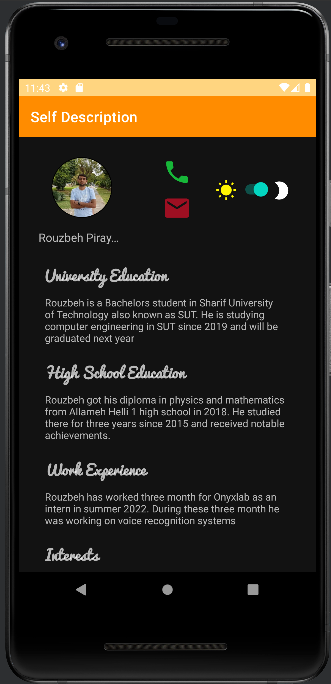 11:43
Self Description
Rouzbeh Piray...
University Education
Rouzbeh is a Bachelors student in Sharif University
of Technology also known as SUT. He is studying
computer engineering in SUT since 2019 and will be
graduated next year
High School Education
Rouzbeh got his diploma in physics and mathematics
from Allameh Helli 1 high school in 2018. He studied
there for three years since 2015 and received notable
achievements.
Work Experience
Rouzbeh has worked three month for Onyxlab as an
intern in summer 2022. During these three month he
was working on voice recognition systems
Interests